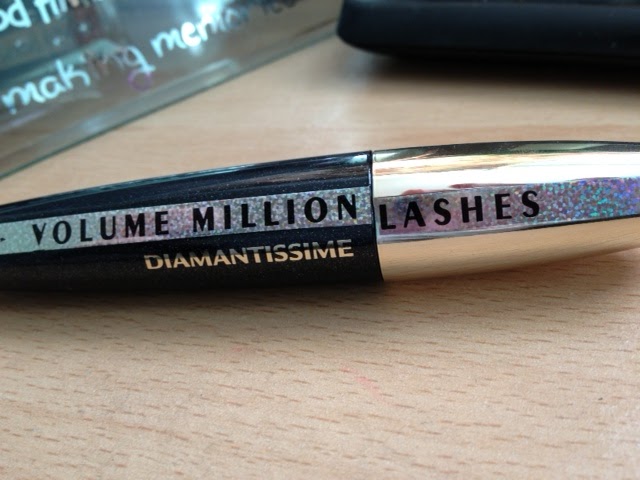 making memories
VOLUME MILLION LASHES
DIAMANTISSIME